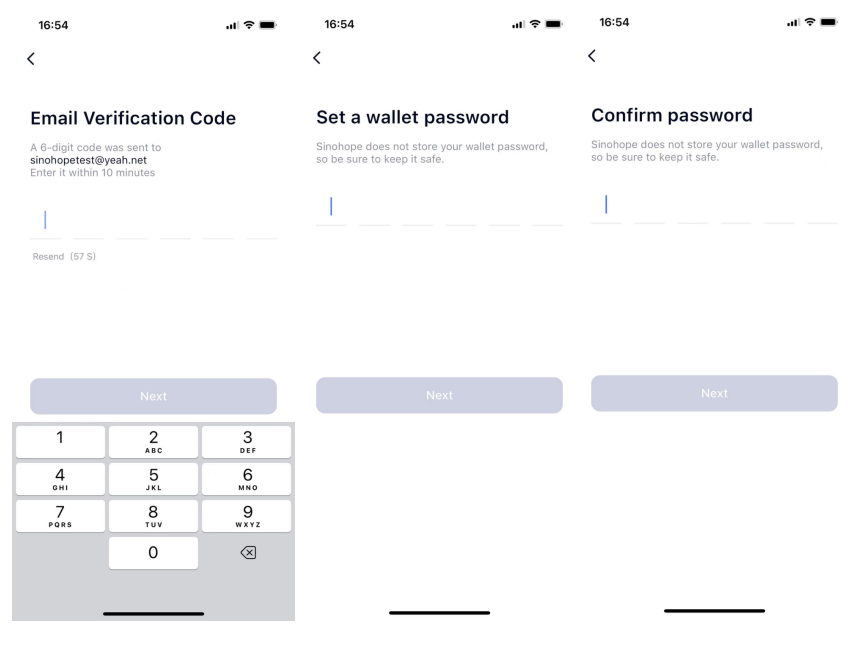 16:54
Email Verification Code
A 6-digit code was sent to
sinohopetest@yeah.net
Enter it within 10 minutes
Resend (57 S)
Next
1
2
ABC
3
DEF
4
GHI
5
JKL
6
MNO
7
PQRS
8
TUV
9
WXYZ
0
16:54
Set a wallet password
Sinohope does not store your wallet password,
so be sure to keep it safe.
Next
16:54
Confirm password
Sinohope does not store your wallet password,
so be sure to keep it safe.
Next